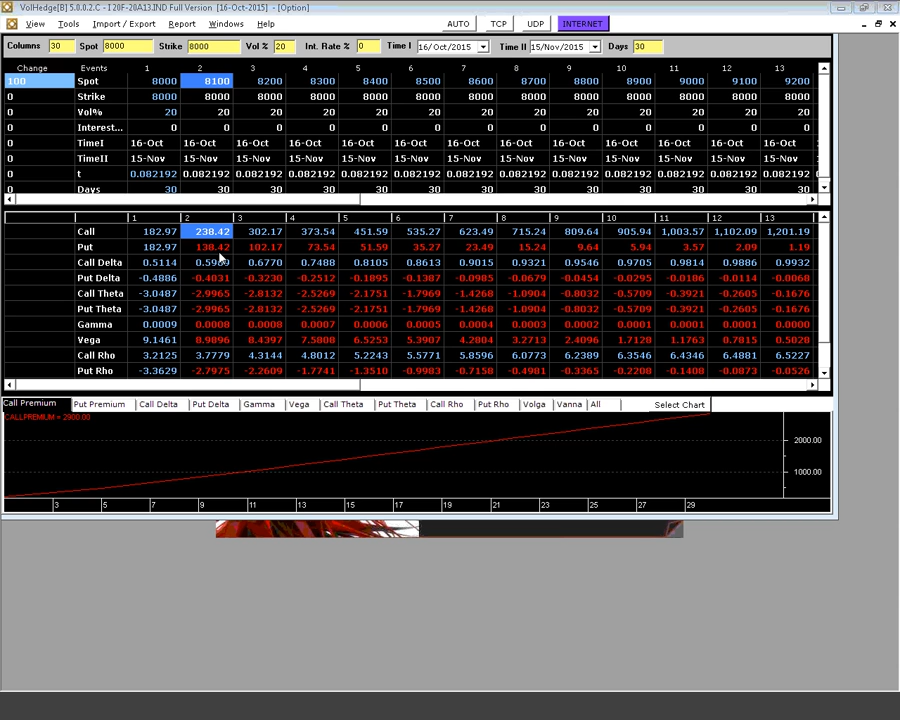 VolHedge[B] 5.0.0.2.C - I20F-20A13.IND Full Version [16-Oct-2015] - [Option]
View Tools Import / Export Report Windows Help AUTO TCP UDP INTERNET
Columns 30 Spot 8000 Strike 8000 Vol % 20 Int. Rate % 0 Time I 16/Oct/2015 Time II 15/Nov/2015 Days 30
Change Events 1 2 3 4 5 6 7 8 9 10 11 12 13
100 Spot 8000 8100 8200 8300 8400 8500 8600 8700 8800 8900 9000 9100 9200
0 Strike 8000 8000 8000 8000 8000 8000 8000 8000 8000 8000 8000 8000 8000
0 Vol% 20 20 20 20 20 20 20 20 20 20 20 20 20
0 Interest... 0 0 0 0 0 0 0 0 0 0 0 0 0
0 TimeI 16-Oct 16-Oct 16-Oct 16-Oct 16-Oct 16-Oct 16-Oct 16-Oct 16-Oct 16-Oct 16-Oct 16-Oct 16-Oct
0 TimeII 15-Nov 15-Nov 15-Nov 15-Nov 15-Nov 15-Nov 15-Nov 15-Nov 15-Nov 15-Nov 15-Nov 15-Nov 15-Nov
0 t 0.082192 0.082192 0.082192 0.082192 0.082192 0.082192 0.082192 0.082192 0.082192 0.082192 0.082192 0.082192 0.082192
0 Days 30 30 30 30 30 30 30 30 30 30 30 30 30
1 2 3 4 5 6 7 8 9 10 11 12 13
Call 182.97 238.42 302.17 373.54 451.59 535.27 623.49 715.24 809.64 905.94 1,003.57 1,102.09 1,201.19
Put 182.97 138.42 102.17 73.54 51.59 35.27 23.49 15.24 9.64 5.94 3.57 2.09 1.19
Call Delta 0.5114 0.6770 0.7488 0.8105 0.8613 0.9015 0.9321 0.9546 0.9705 0.9814 0.9886 0.9932
Put Delta -0.4886 -0.4031 -0.3230 -0.2512 -0.1895 -0.1387 -0.0985 -0.0679 -0.0454 -0.0295 -0.0186 -0.0114 -0.0068
Call Theta -3.0487 -2.9965 -2.8132 -2.5269 -2.1751 -1.7969 -1.4268 -1.0904 -0.8032 -0.5709 -0.3921 -0.2605 -0.1676
Put Theta -3.0487 -2.9965 -2.8132 -2.5269 -2.1751 -1.7969 -1.4268 -1.0904 -0.8032 -0.5709 -0.3921 -0.2605 -0.1676
Gamma 0.0009 0.0008 0.0008 0.0007 0.0006 0.0005 0.0004 0.0003 0.0002 0.0001 0.0001 0.0000 0.0000
Vega 9.1461 8.9896 8.4397 7.5808 6.5253 5.3907 4.2804 3.2713 2.4096 1.7128 1.1763 0.7815 0.5028
Call Rho 3.2125 3.7779 4.3144 4.8012 5.2243 5.5771 5.8596 6.0773 6.2389 6.3546 6.4346 6.4881 6.5227
Put Rho -3.3629 -2.7975 -2.2609 -1.7741 -1.3510 -0.9983 -0.7158 -0.4981 -0.3365 -0.2208 -0.1408 -0.0873 -0.0526
Call Premium Put Premium Call Delta Put Delta Gamma Vega Call Theta Put Theta Call Rho Put Rho Volga Vanna All Select Chart
CALLPREMIUM = 2900.00
2000.00
1000.00
3 5 7 9 11 13 15 17 19 21 23 25 27 29